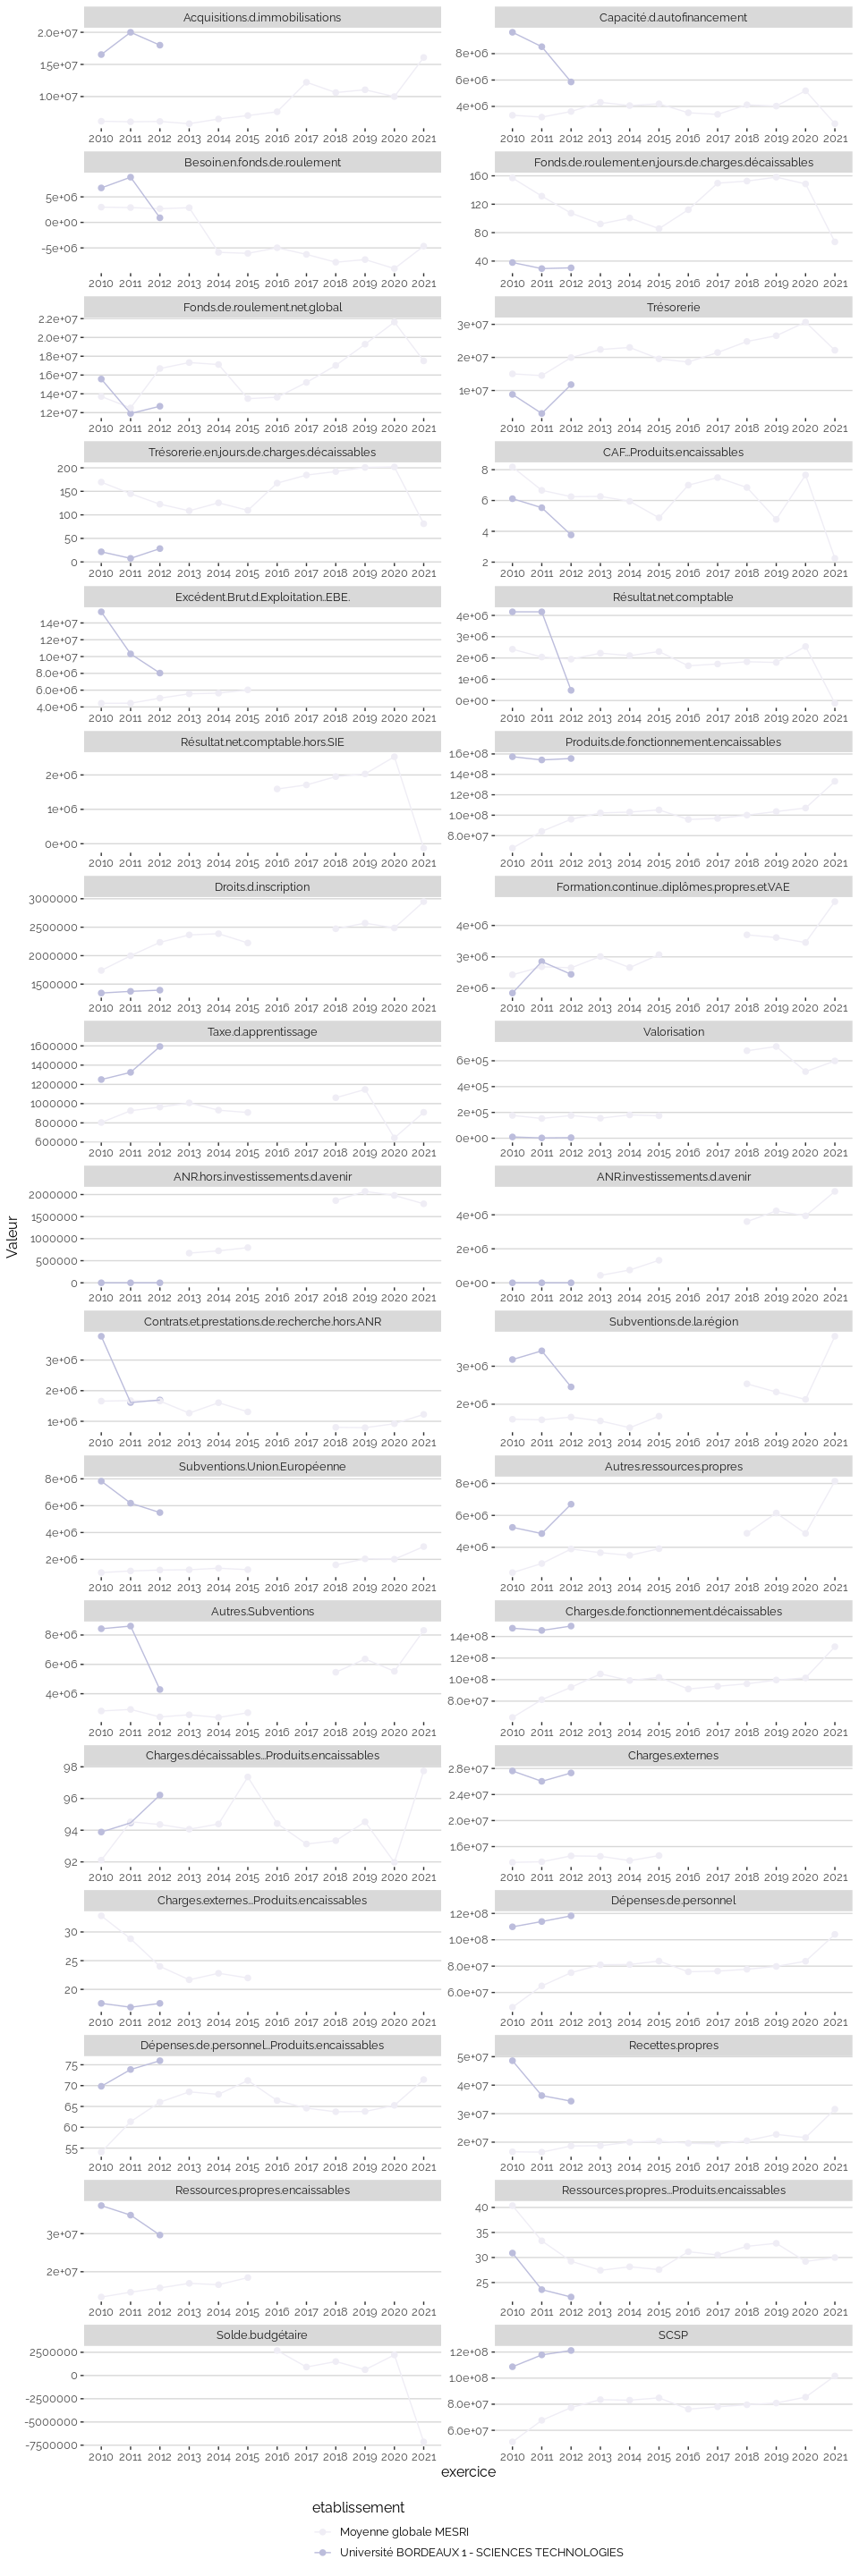 Acquisitions.d.immobilisations
Capacité.d.autofinancement
2.0e+07
1.5e+07
1.0e+07
8e+06
6e+06
4e+06
2010 2011 2012 2013 2014 2015 2016 2017 2018 2019 2020 2021
2010 2011 2012 2013 2014 2015 2016 2017 2018 2019 2020 2021
Besoin.en.fonds.de.roulement
Fonds.de.roulement.en.jours.de.charges.décaissables
5e+06
0e+00
-5e+06
160
120
80
40
2010 2011 2012 2013 2014 2015 2016 2017 2018 2019 2020 2021
2010 2011 2012 2013 2014 2015 2016 2017 2018 2019 2020 2021
Fonds.de.roulement.net.global
Trésorerie
2.2e+07
2.0e+07
1.8e+07
1.6e+07
1.4e+07
1.2e+07
3e+07
2e+07
1e+07
2010 2011 2012 2013 2014 2015 2016 2017 2018 2019 2020 2021
2010 2011 2012 2013 2014 2015 2016 2017 2018 2019 2020 2021
Trésorerie.en.jours.de.charges.décaissables
CAF...Produits.encaissables
200
150
100
50
0
8
6
4
2
2010 2011 2012 2013 2014 2015 2016 2017 2018 2019 2020 2021
2010 2011 2012 2013 2014 2015 2016 2017 2018 2019 2020 2021
Excédent.Brut.d.Exploitation..EBE.
Résultat.net.comptable
1.4e+07
1.2e+07
1.0e+07
8.0e+06
6.0e+06
4.0e+06
4e+06
3e+06
2e+06
1e+06
0e+00
2010 2011 2012 2013 2014 2015 2016 2017 2018 2019 2020 2021
2010 2011 2012 2013 2014 2015 2016 2017 2018 2019 2020 2021
Résultat.net.comptable.hors.SIE
Produits.de.fonctionnement.encaissables
2e+06
1e+06
0e+00
1.6e+08
1.4e+08
1.2e+08
1.0e+08
8.0e+07
2010 2011 2012 2013 2014 2015 2016 2017 2018 2019 2020 2021
2010 2011 2012 2013 2014 2015 2016 2017 2018 2019 2020 2021
Droits.d.inscription
Formation.continue..diplômes.propres.et.VAE
3000000
2500000
2000000
1500000
4e+06
3e+06
2e+06
2010 2011 2012 2013 2014 2015 2016 2017 2018 2019 2020 2021
2010 2011 2012 2013 2014 2015 2016 2017 2018 2019 2020 2021
Taxe.d.apprentissage
Valorisation
1600000
1400000
1200000
1000000
800000
600000
6e+05
4e+05
2e+05
0e+00
2010 2011 2012 2013 2014 2015 2016 2017 2018 2019 2020 2021
2010 2011 2012 2013 2014 2015 2016 2017 2018 2019 2020 2021
ANR.hors.investissements.d.avenir
ANR.investissements.d.avenir
2000000
1500000
1000000
500000
0
4e+06
2e+06
0e+00
2010 2011 2012 2013 2014 2015 2016 2017 2018 2019 2020 2021
2010 2011 2012 2013 2014 2015 2016 2017 2018 2019 2020 2021
Valeur
Contrats.et.prestations.de.recherche.hors.ANR
Subventions.de.la.région
3e+06
2e+06
1e+06
3e+06
2e+06
2010 2011 2012 2013 2014 2015 2016 2017 2018 2019 2020 2021
2010 2011 2012 2013 2014 2015 2016 2017 2018 2019 2020 2021
Subventions.Union.Européenne
Autres.ressources.propres
8e+06
6e+06
4e+06
2e+06
8e+06
6e+06
4e+06
2010 2011 2012 2013 2014 2015 2016 2017 2018 2019 2020 2021
2010 2011 2012 2013 2014 2015 2016 2017 2018 2019 2020 2021
Autres.Subventions
Charges.de.fonctionnement.décaissables
8e+06
6e+06
4e+06
1.4e+08
1.2e+08
1.0e+08
8.0e+07
2010 2011 2012 2013 2014 2015 2016 2017 2018 2019 2020 2021
2010 2011 2012 2013 2014 2015 2016 2017 2018 2019 2020 2021
Charges.décaissables...Produits.encaissables
Charges.externes
98
96
94
92
2.8e+07
2.4e+07
2.0e+07
1.6e+07
2010 2011 2012 2013 2014 2015 2016 2017 2018 2019 2020 2021
2010 2011 2012 2013 2014 2015 2016 2017 2018 2019 2020 2021
Charges.externes...Produits.encaissables
Dépenses.de.personnel
30
25
20
1.2e+08
1.0e+08
8.0e+07
6.0e+07
2010 2011 2012 2013 2014 2015 2016 2017 2018 2019 2020 2021
2010 2011 2012 2013 2014 2015 2016 2017 2018 2019 2020 2021
Dépenses.de.personnel...Produits.encaissables
Recettes.propres
75
70
65
60
55
5e+07
4e+07
3e+07
2e+07
2010 2011 2012 2013 2014 2015 2016 2017 2018 2019 2020 2021
2010 2011 2012 2013 2014 2015 2016 2017 2018 2019 2020 2021
Ressources.propres.encaissables
Ressources.propres...Produits.encaissables
3e+07
2e+07
40
35
30
25
2010 2011 2012 2013 2014 2015 2016 2017 2018 2019 2020 2021
2010 2011 2012 2013 2014 2015 2016 2017 2018 2019 2020 2021
Solde.budgétaire
SCSP
2500000
0
-2500000
-5000000
-7500000
1.2e+08
1.0e+08
8.0e+07
6.0e+07
2010 2011 2012 2013 2014 2015 2016 2017 2018 2019 2020 2021
2010 2011 2012 2013 2014 2015 2016 2017 2018 2019 2020 2021
exercice
etablissement
Moyenne globale MESRI
Université BORDEAUX 1 - SCIENCES TECHNOLOGIES